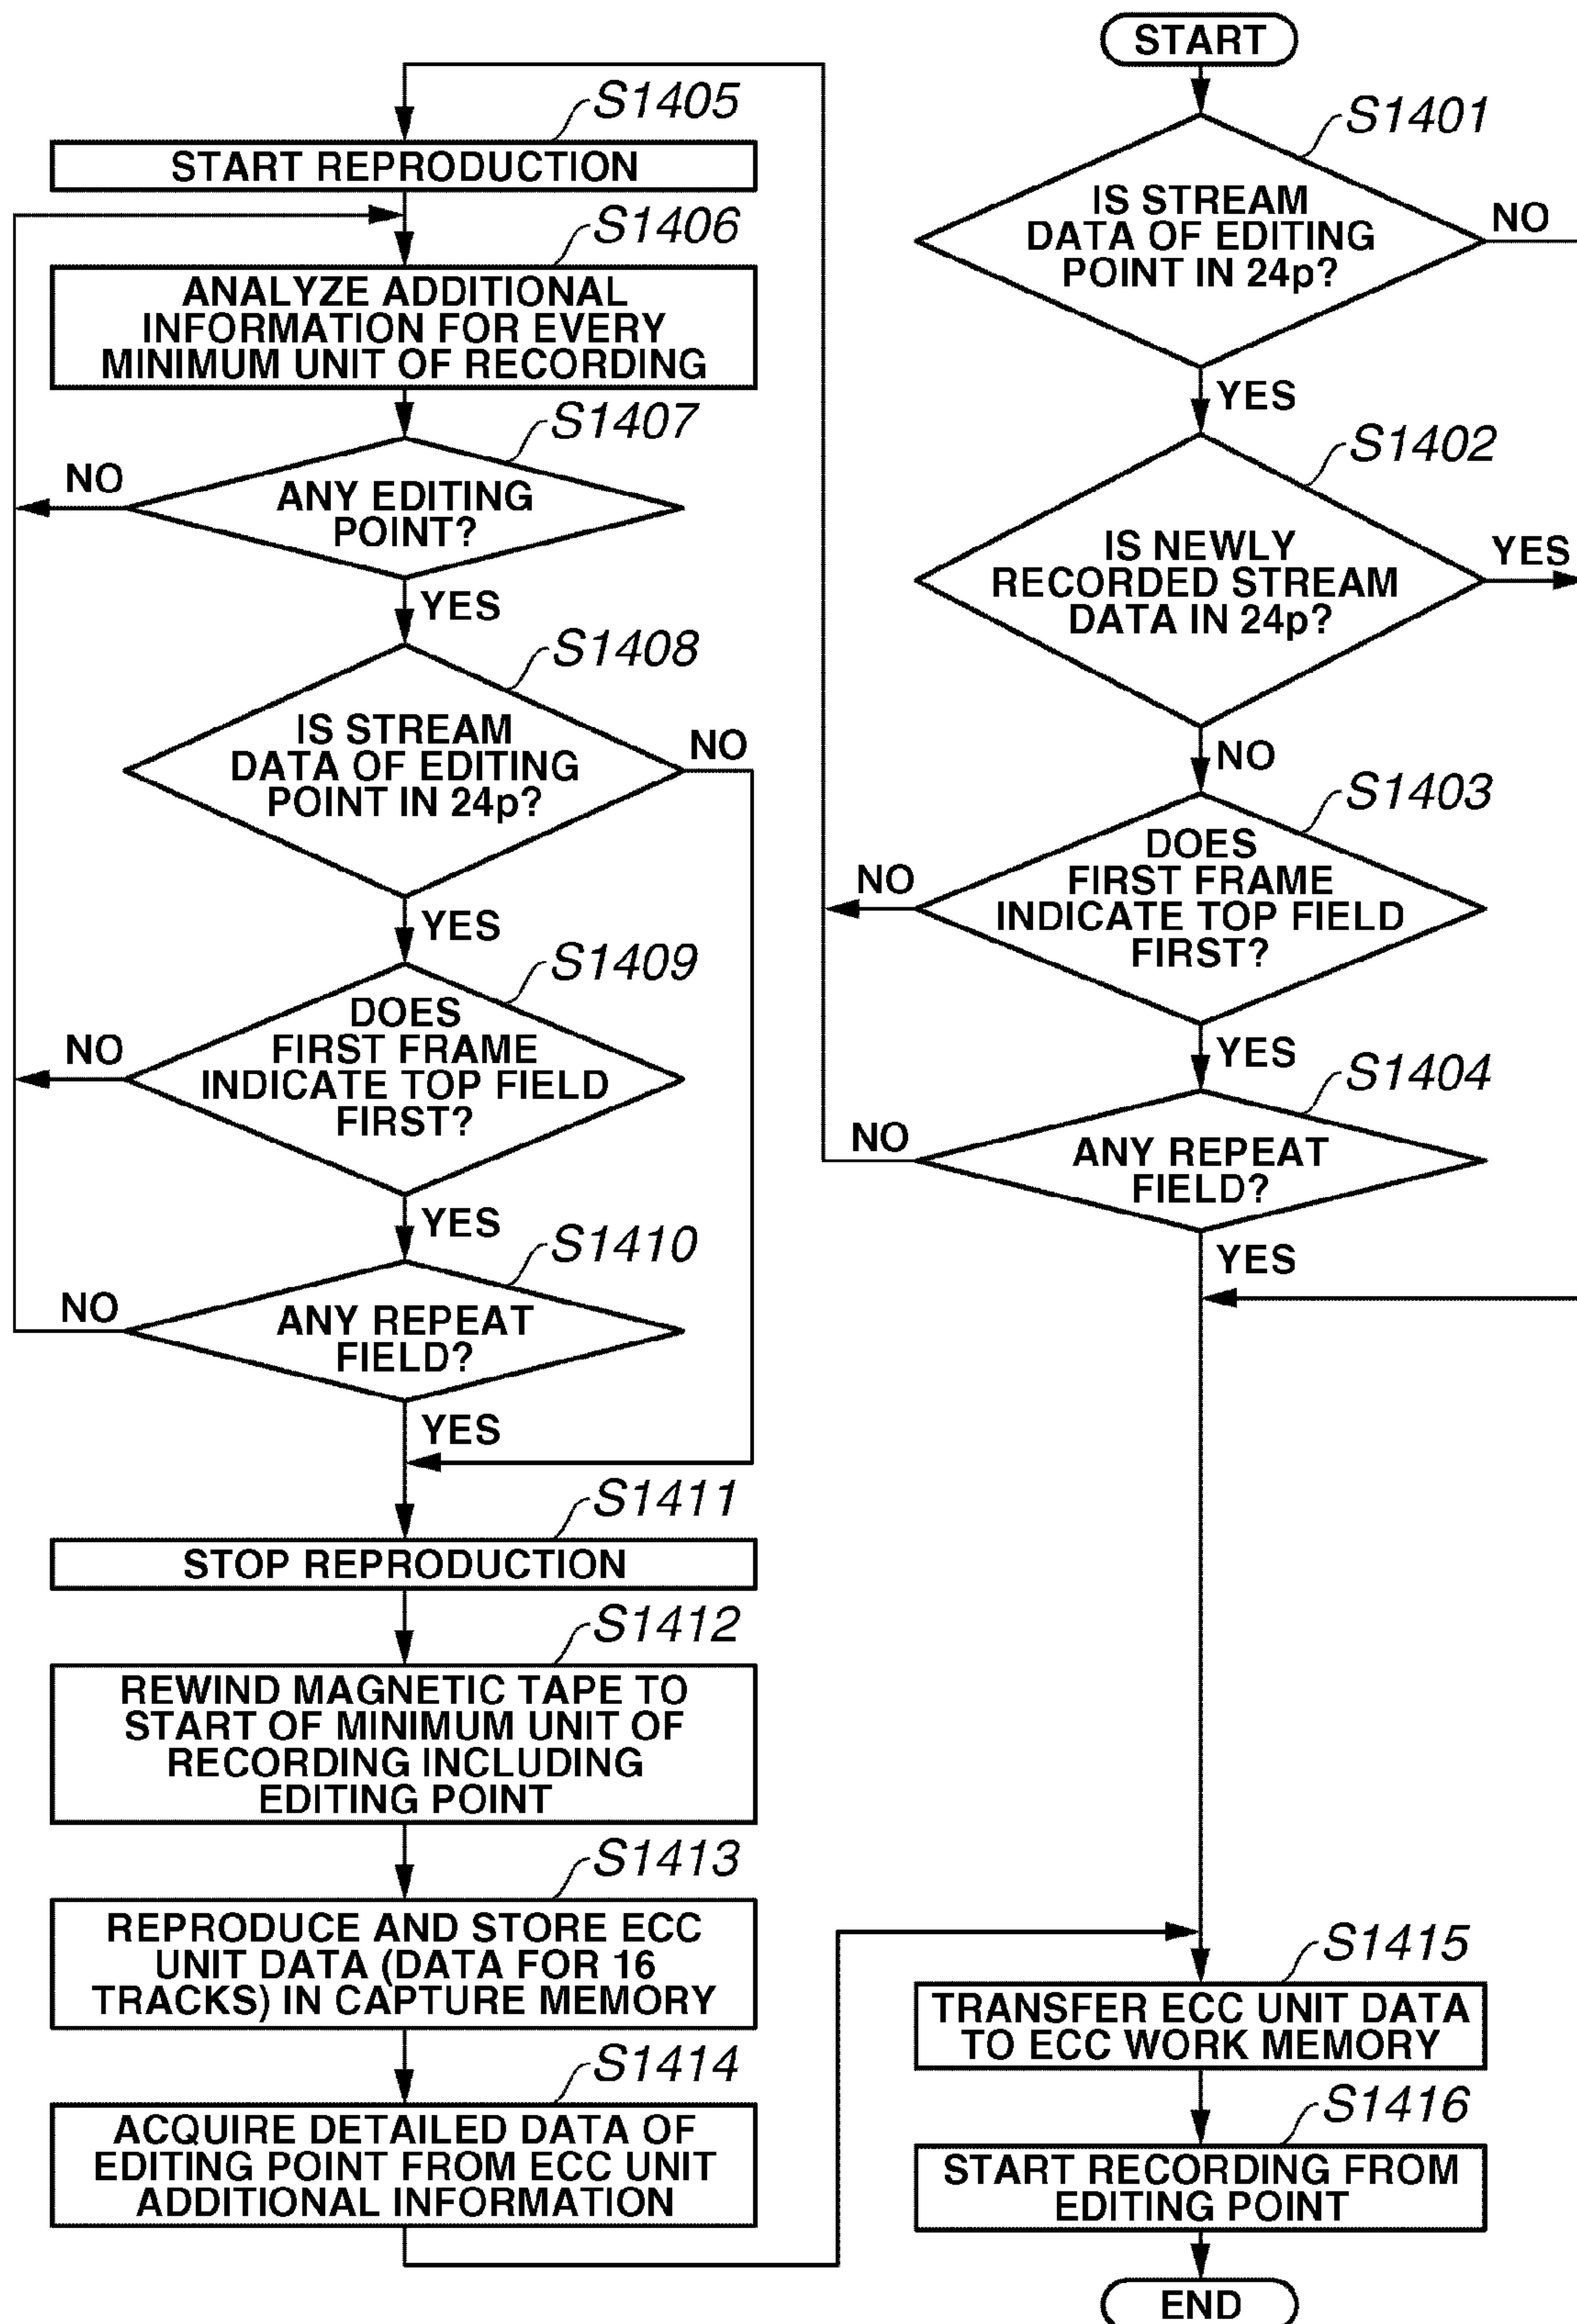 START
S1401
IS STREAM
DATA OF EDITING
POINT IN 24p?
NO
YES
S1402
IS NEWLY
RECORDED STREAM
DATA IN 24p?
YES
NO
S1403
DOES
FIRST FRAME
INDICATE TOP FIELD
FIRST?
NO
YES
S1404
ANY REPEAT
FIELD?
NO
YES
S1405
START REPRODUCTION
S1406
ANALYZE ADDITIONAL
INFORMATION FOR EVERY
MINIMUM UNIT OF RECORDING
S1407
ANY EDITING
POINT?
NO
YES
S1408
IS STREAM
DATA OF EDITING
POINT IN 24p?
NO
YES
S1409
DOES
FIRST FRAME
INDICATE TOP FIELD
FIRST?
NO
YES
S1410
ANY REPEAT
FIELD?
NO
YES
S1411
STOP REPRODUCTION
S1412
REWIND MAGNETIC TAPE TO
START OF MINIMUM UNIT OF
RECORDING INCLUDING
EDITING POINT
S1413
REPRODUCE AND STORE ECC
UNIT DATA (DATA FOR 16
TRACKS) IN CAPTURE MEMORY
S1414
ACQUIRE DETAILED DATA OF
EDITING POINT FROM ECC UNIT
ADDITIONAL INFORMATION
S1415
TRANSFER ECC UNIT DATA
TO ECC WORK MEMORY
S1416
START RECORDING FROM
EDITING POINT
END